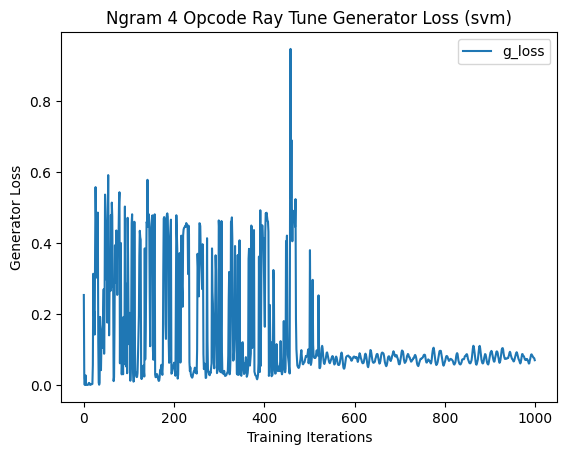 Ngram 4 Opcode Ray Tune Generator Loss (svm)
g_loss
Generator Loss
0.8
0.6
0.4
0.2
0.0
0 200 400 600 800 1000
Training Iterations